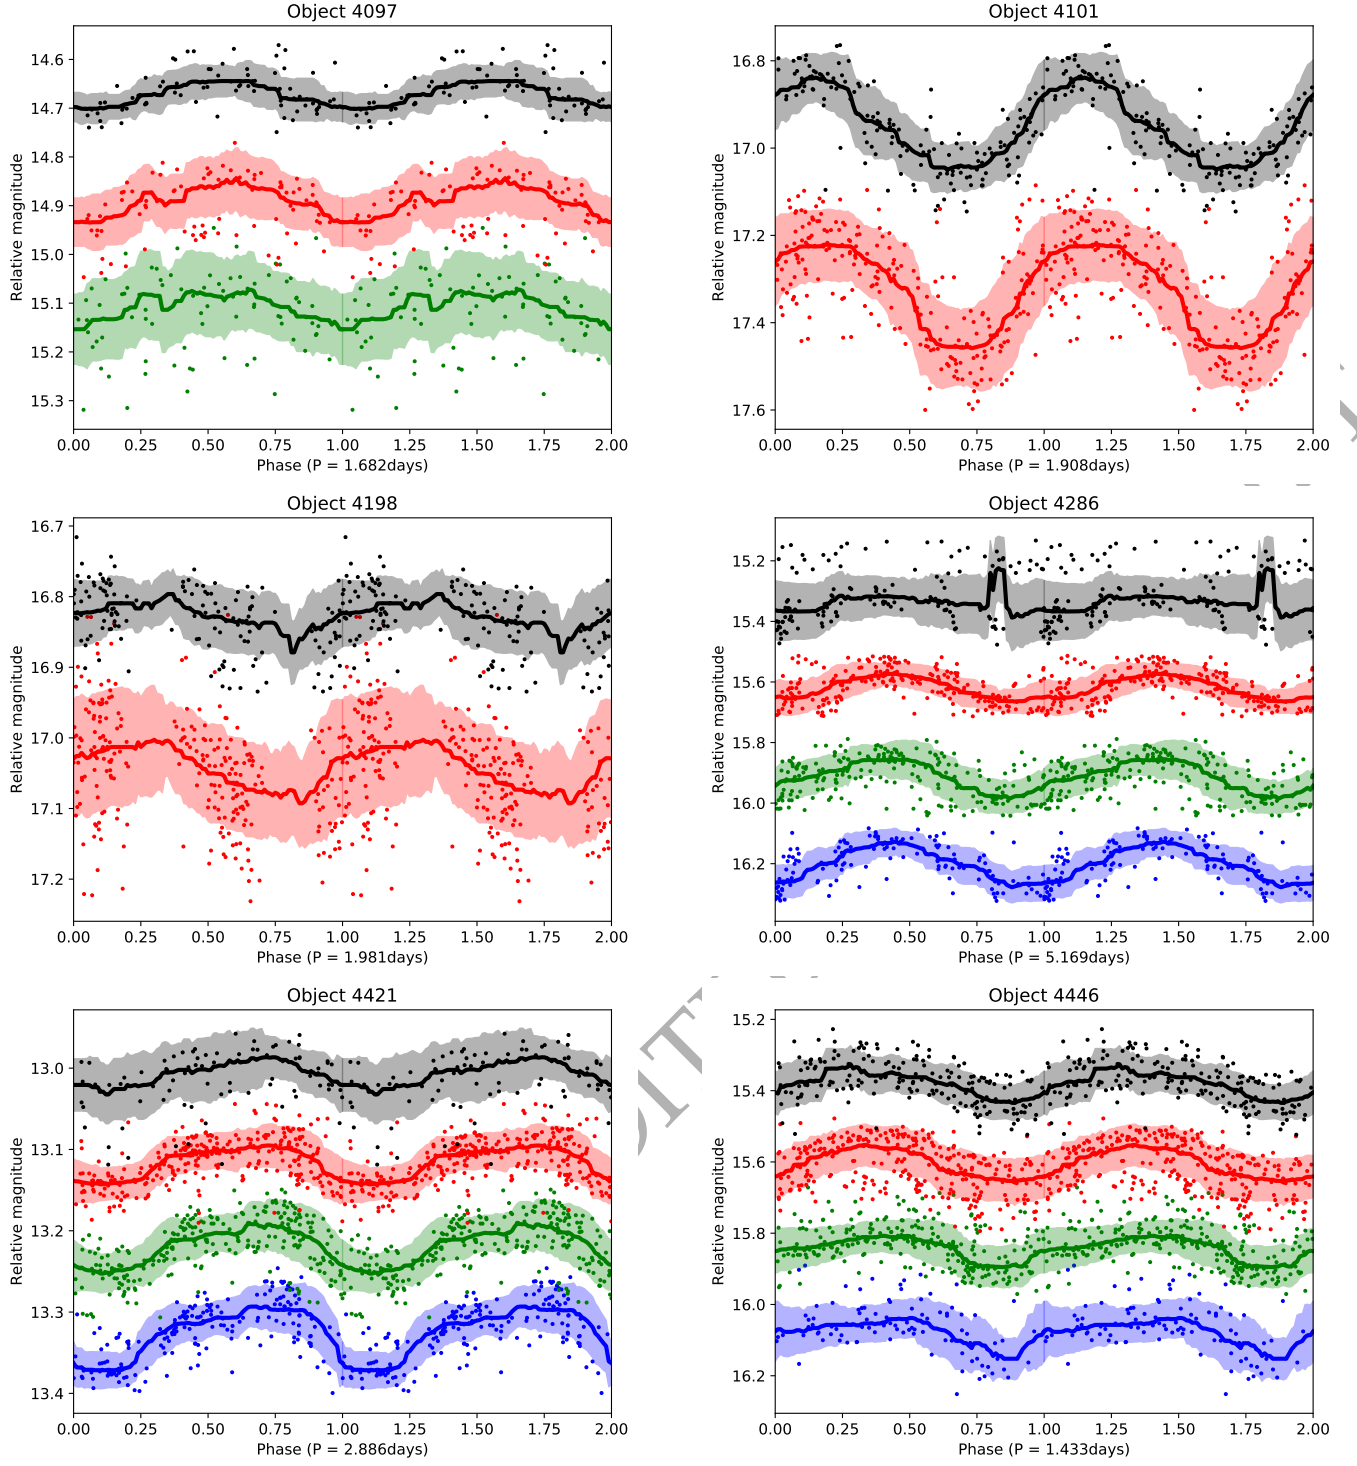 Object 4097
14.6
14.7
14.8
14.9
15.0
15.1
15.2
15.3
Relative magnitude
0.00 0.25 0.50 0.75 1.00 1.25 1.50 1.75 2.00
Phase (P = 1.682days)
Object 4101
16.8
17.0
17.2
17.4
17.6
Relative magnitude
0.00 0.25 0.50 0.75 1.00 1.25 1.50 1.75 2.00
Phase (P = 1.908days)
Object 4198
16.7
16.8
16.9
17.0
17.1
17.2
Relative magnitude
0.00 0.25 0.50 0.75 1.00 1.25 1.50 1.75 2.00
Phase (P = 1.981days)
Object 4286
15.2
15.4
15.6
15.8
16.0
16.2
Relative magnitude
0.00 0.25 0.50 0.75 1.00 1.25 1.50 1.75 2.00
Phase (P = 5.169days)
Object 4421
13.0
13.1
13.2
13.3
13.4
Relative magnitude
0.00 0.25 0.50 0.75 1.00 1.25 1.50 1.75 2.00
Phase (P = 2.886days)
Object 4446
15.2
15.4
15.6
15.8
16.0
16.2
Relative magnitude
0.00 0.25 0.50 0.75 1.00 1.25 1.50 1.75 2.00
Phase (P = 1.433days)